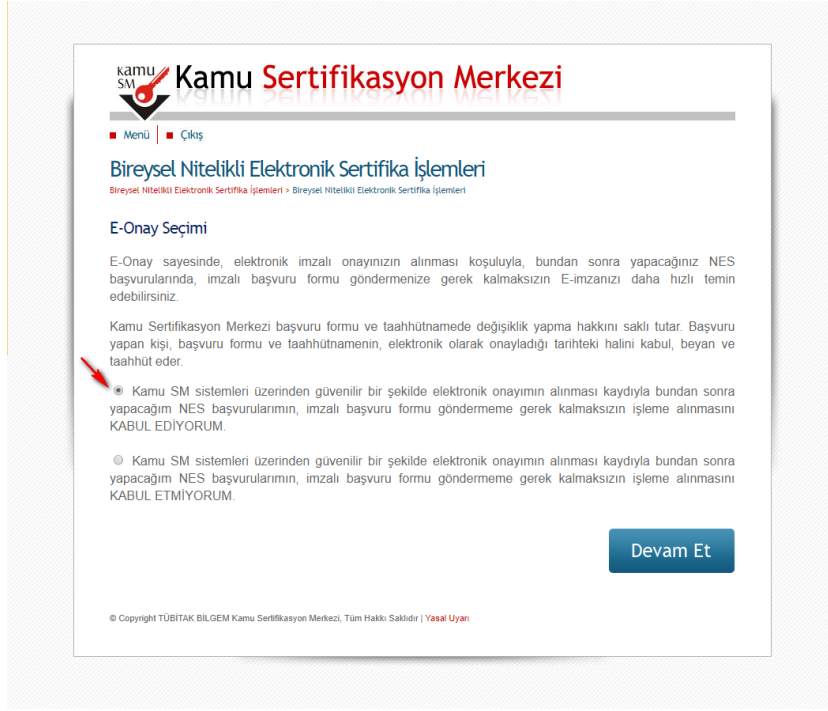 Kamu SM Kamu Sertifikasyon Merkezi
Menü Çıkış
Bireysel Nitelikli Elektronik Sertifika İşlemleri
Bireysel Nitelikli Elektronik Sertifika İşlemleri > Bireysel Nitelikli Elektronik Sertifika İşlemleri
E-Onay Seçimi
E-Onay sayesinde, elektronik imzalı onayınızın alınması koşuluyla, bundan sonra yapacağınız NES
başvurularında, imzalı başvuru formu göndermenize gerek kalmaksızın E-imzanızı daha hızlı temin
edebilirsiniz.
Kamu Sertifikasyon Merkezi başvuru formu ve taahhütnamede değişiklik yapma hakkını saklı tutar. Başvuru
yapan kişi, başvuru formu ve taahhütnamenin, elektronik olarak onayladığı tarihteki halini kabul, beyan ve
taahhüt eder.
Kamu SM sistemleri üzerinden güvenilir bir şekilde elektronik onayımın alınması kaydıyla bundan sonra
yapacağım NES başvurularımın, imzalı başvuru formu göndermeme gerek kalmaksızın işleme alınmasını
KABUL EDİYORUM.
Kamu SM sistemleri üzerinden güvenilir bir şekilde elektronik onayımın alınması kaydıyla bundan sonra
yapacağım NES başvurularımın, imzalı başvuru formu göndermeme gerek kalmaksızın işleme alınmasını
KABUL ETMİYORUM.
Devam Et
© Copyright TÜBİTAK BİLGEM Kamu Sertifikasyon Merkezi, Tüm Hakkı Saklıdır | Yasal Uyarı